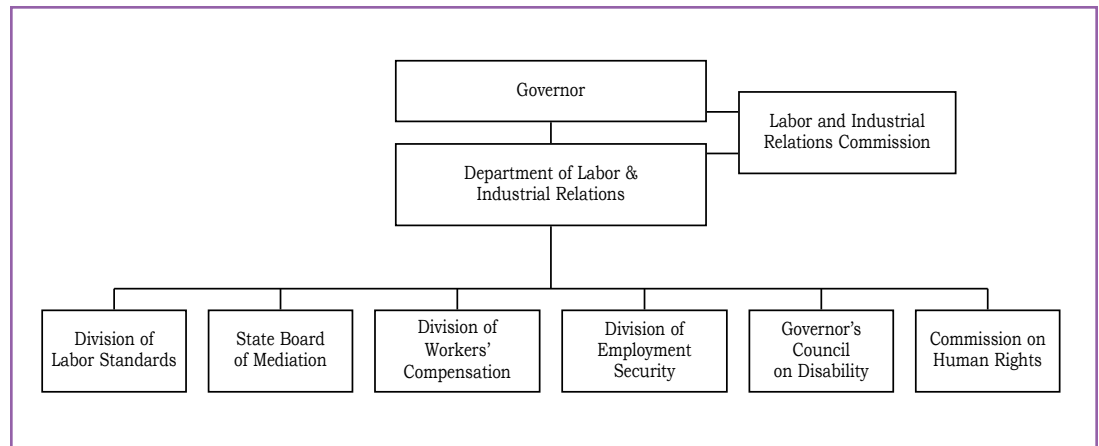 Governor
Labor and Industrial
Relations Commission
Department of Labor &
Industrial Relations
Division of
Labor Standards
State Board
of Mediation
Division of
Workers'
Compensation
Division of
Employment
Security
Governor's
Council
on Disability
Commission on
Human Rights